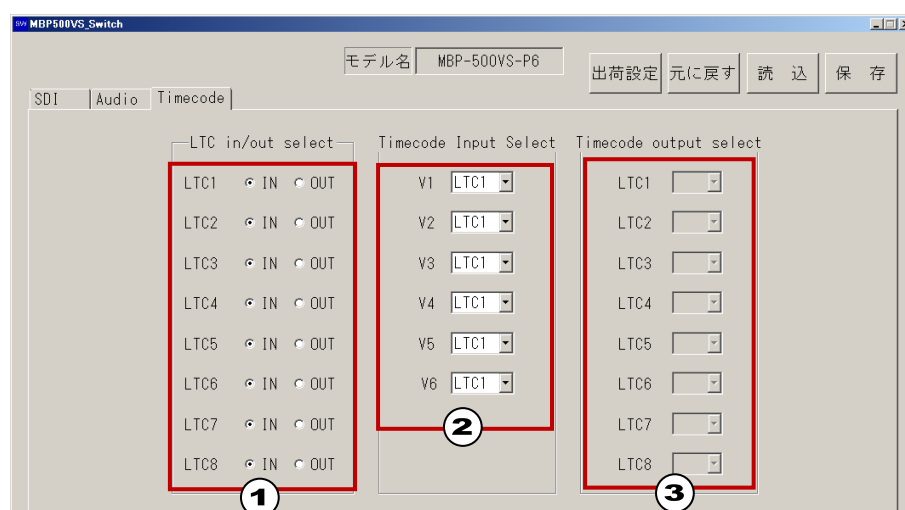 SW MBP500VS_Switch
モデル名 MBP-500VS-P6 出荷設定 元に戻す 読 込 保 存
SDI Audio Timecode
LTC in/out select Timecode Input Select Timecode output select
LTC1 IN OUT V1 LTC1 LTC1
LTC2 IN OUT V2 LTC1 LTC2
LTC3 IN OUT V3 LTC1 LTC3
LTC4 IN OUT V4 LTC1 LTC4
LTC5 IN OUT V5 LTC1 LTC5
LTC6 IN OUT V6 LTC1 LTC6
LTC7 IN OUT 2 LTC7
LTC8 IN OUT LTC8
1 3